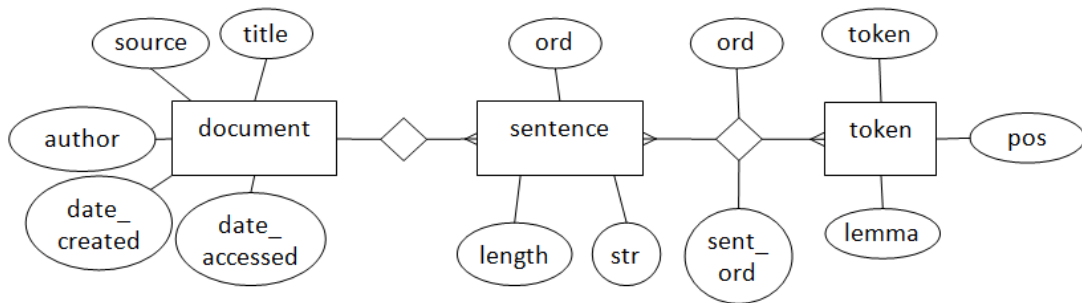 source
title
ord
ord
token
author
document
sentence
token
pos
date_
created
date_
accessed
length
str
sent_
ord
lemma